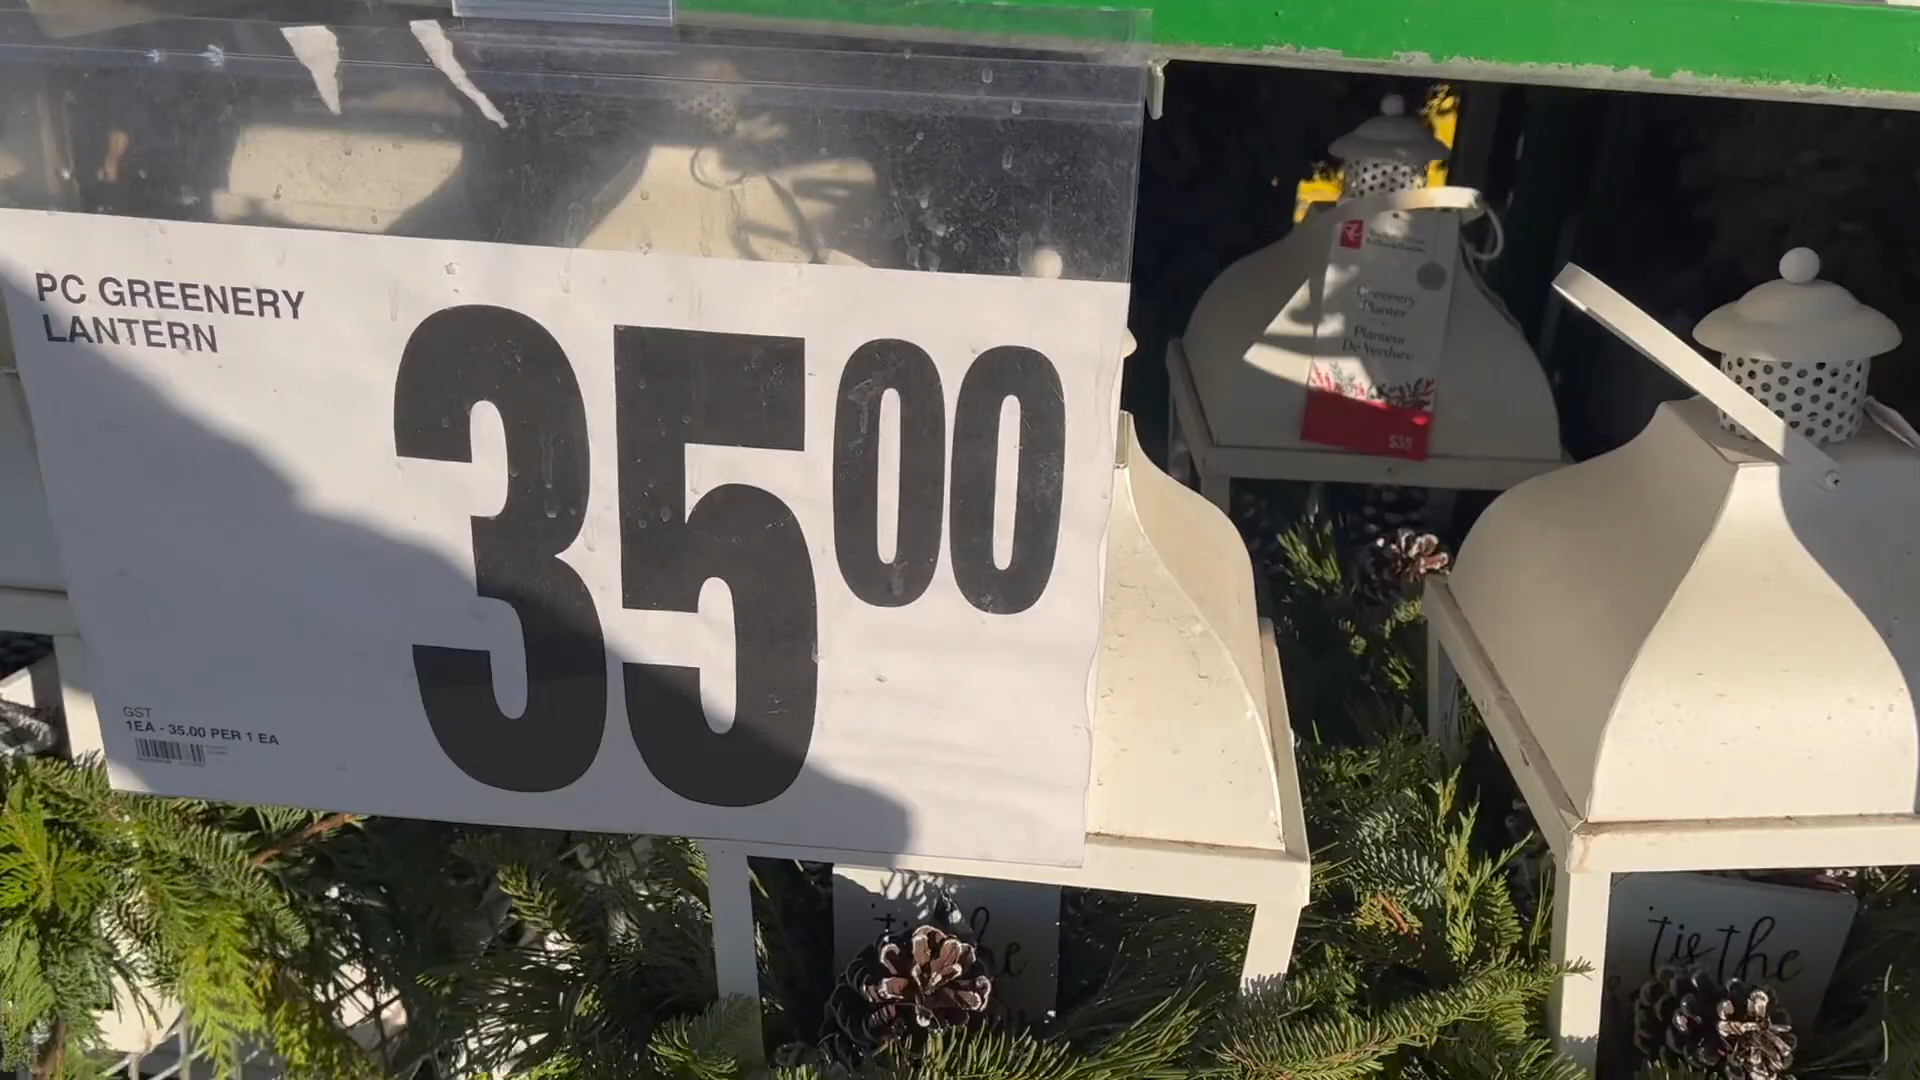 PC GREENERY
LANTERN
35 00
GST
1EA - 35.00 PER 1 EA
Greenery
Planter
Planteur
De Verdure
$35
'tis the
'tis the